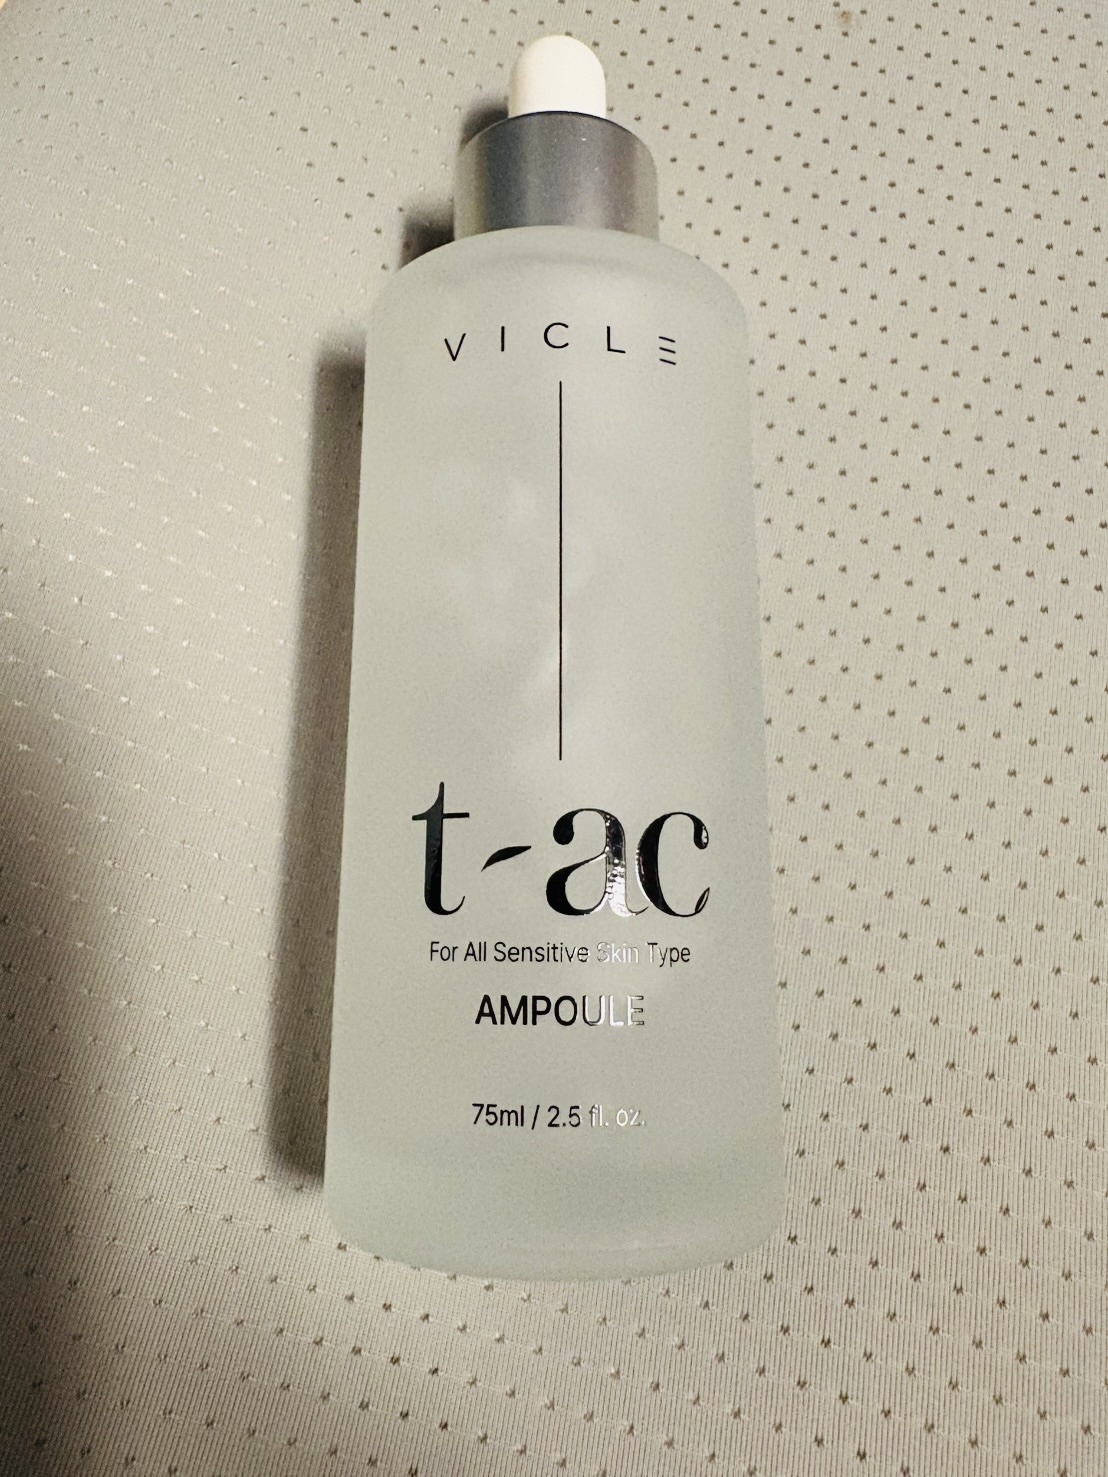 VICLE
t-ac
For All Sensitive Skin Type
AMPOULE
75ml / 2.5 fl. oz.